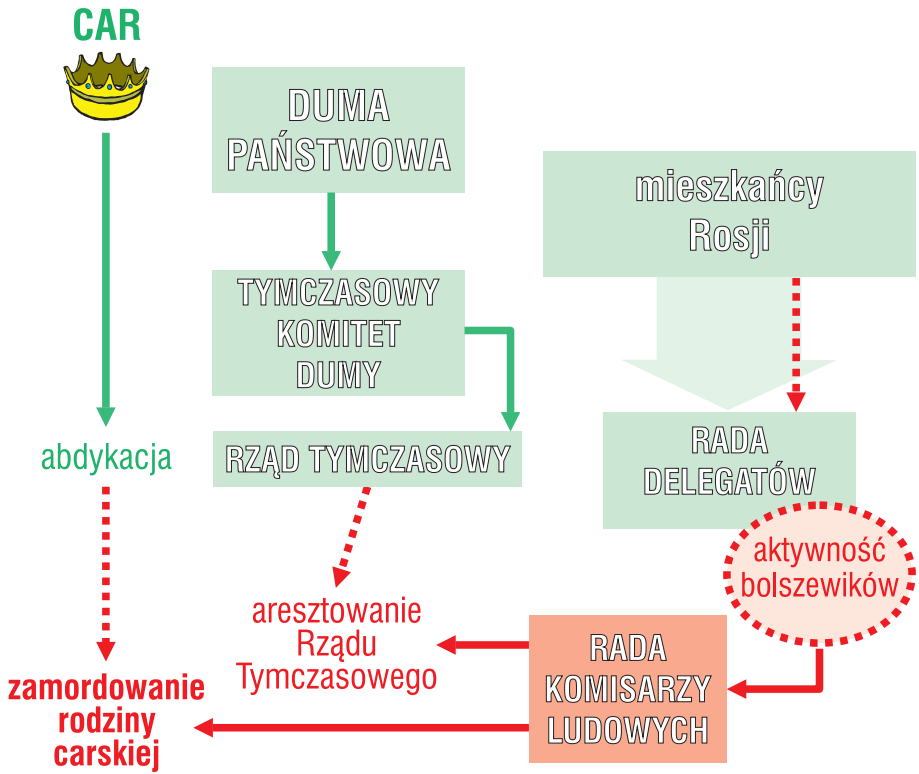 CAR
DUMA
PAŃSTWOWA
mieszkańcy
Rosji
TYMCZASOWY
KOMITET
DUMY
abdykacja
RZĄD TYMCZASOWY
RADA
DELEGATÓW
aktywność
bolszewików
aresztowanie
Rządu
Tymczasowego
RADA
KOMISARZY
LUDOWYCH
zamordowanie
rodziny
carskiej